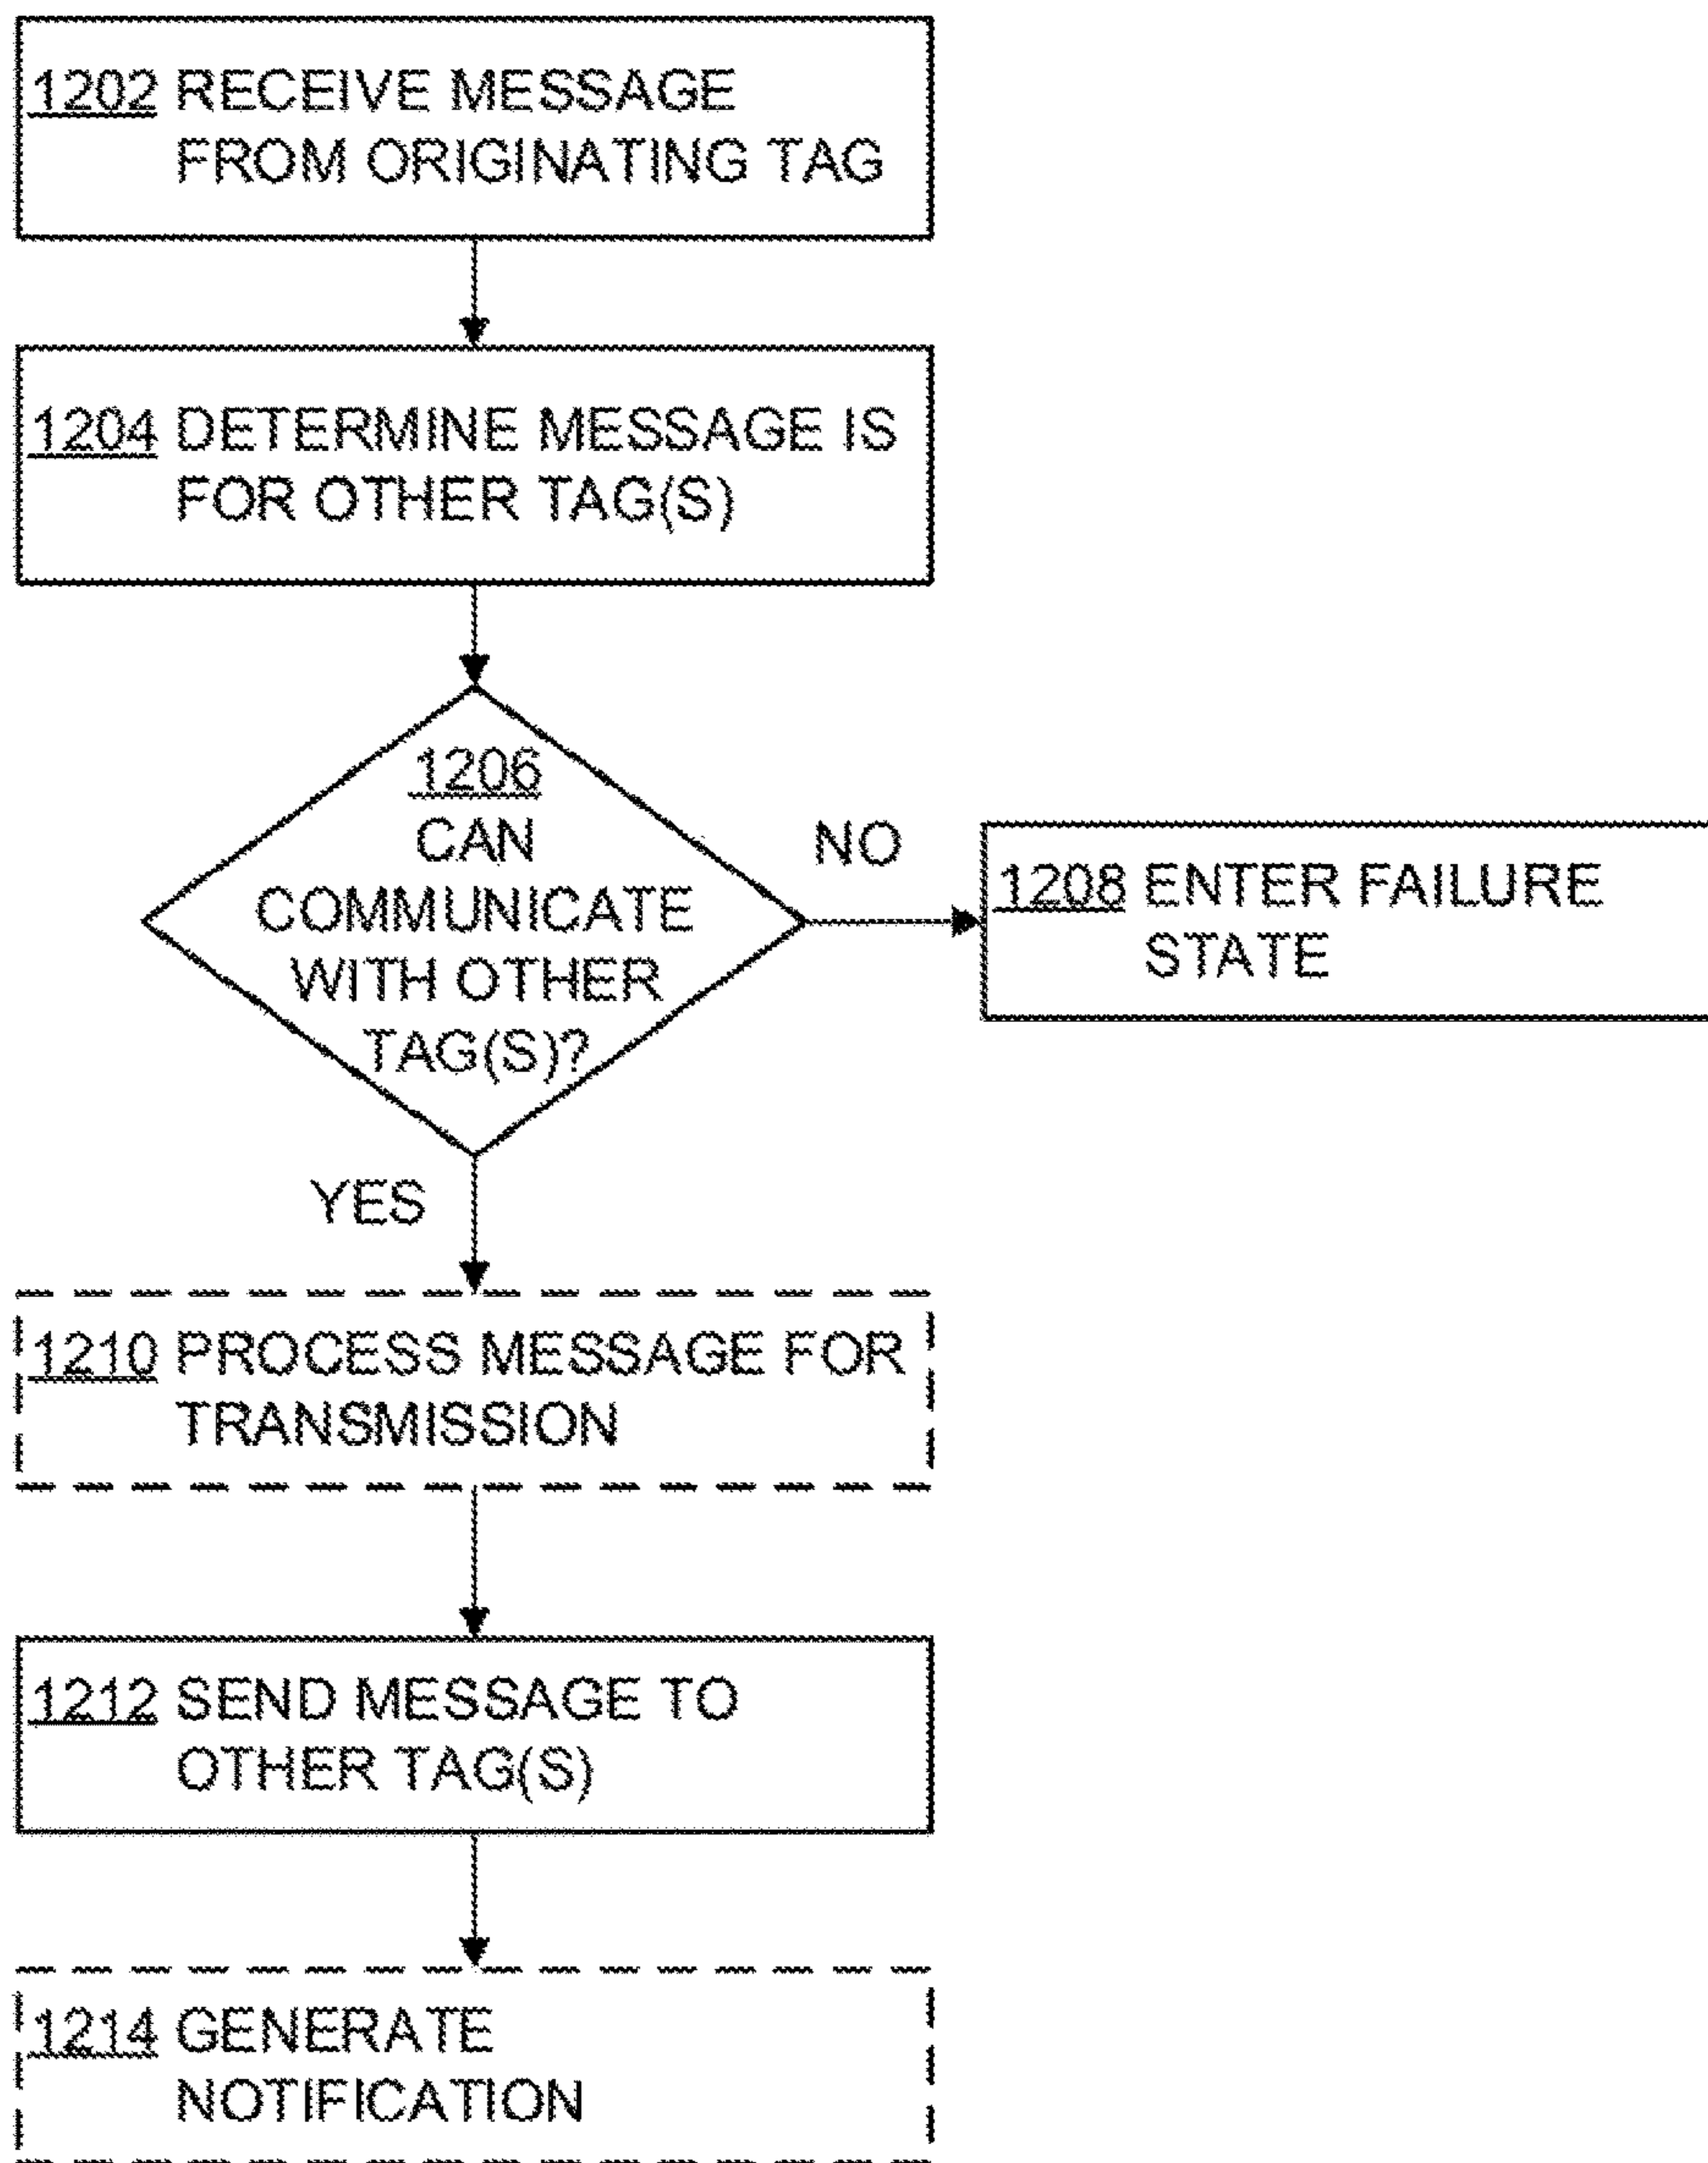 1202 RECEIVE MESSAGE
FROM ORIGINATING TAG
1204 DETERMINE MESSAGE IS
FOR OTHER TAG(S)
1206
CAN
COMMUNICATE
WITH OTHER
TAG(S)?
NO
1208 ENTER FAILURE
STATE
YES
1210 PROCESS MESSAGE FOR
TRANSMISSION
1212 SEND MESSAGE TO
OTHER TAG(S)
1214 GENERATE
NOTIFICATION